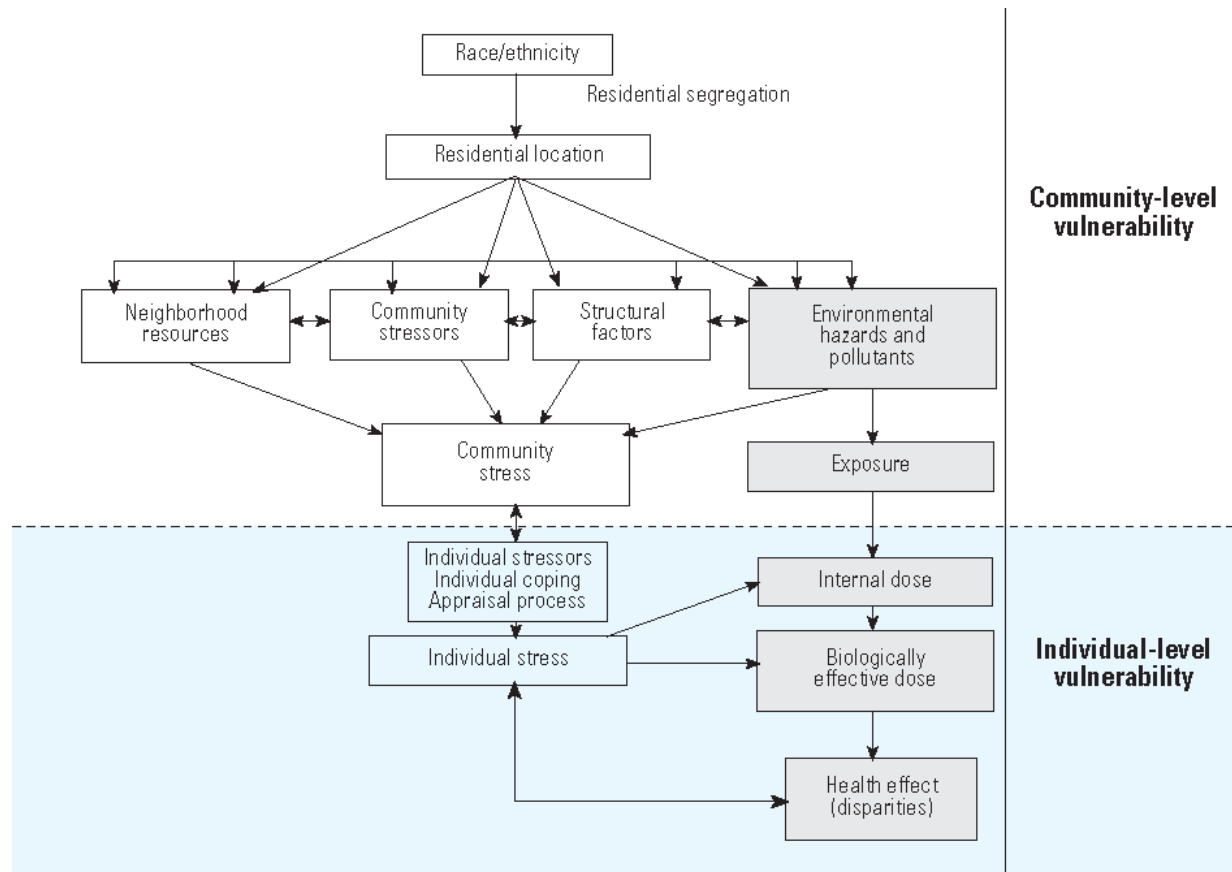 Race/ethnicity
Residential segregation
Residential location
Community-level
vulnerability
Neighborhood
resources
Community
stressors
Structural
factors
Environmental
hazards and
pollutants
Community
stress
Exposure
Individual stressors
Individual coping
Appraisal process
Internal dose
Individual stress
Biologically
effective dose
Individual-level
vulnerability
Health effect
(disparities)